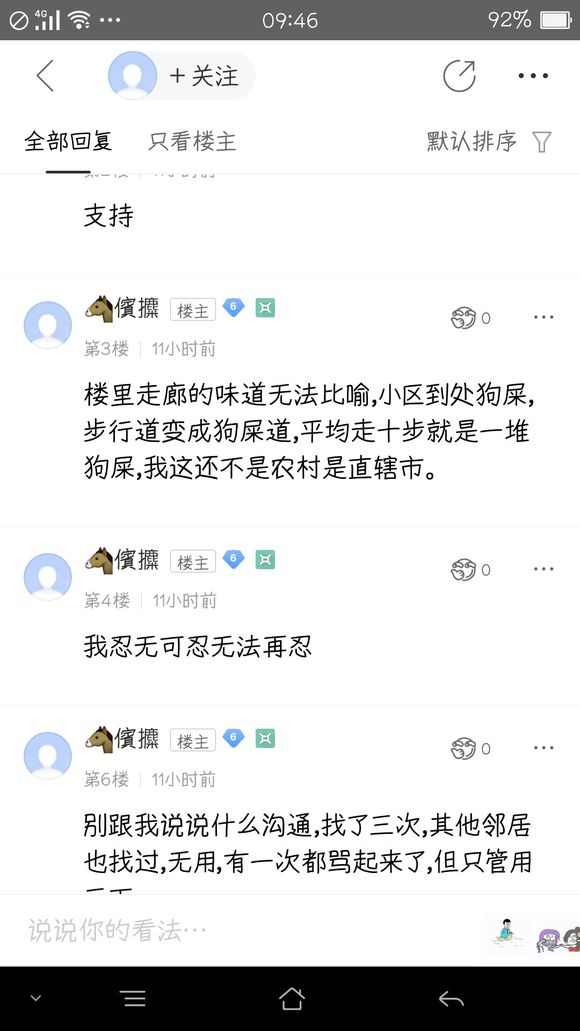 4G
09:46
92%
+ 关注
全部回复
只看楼主
默认排序
支持
儐攥
楼主
6
0
第3楼
11小时前
楼里走廊的味道无法比喻,小区到处狗屎,
步行道变成狗屎道,平均走十步就是一堆
狗屎,我这还不是农村是直辖市。
儐攥
楼主
6
0
第4楼
11小时前
我忍无可忍无法再忍
儐攥
楼主
6
0
第6楼
11小时前
别跟我说说什么沟通,找了三次,其他邻居
也找过,无用,有一次都骂起来了,但只管用
说说你的看法…